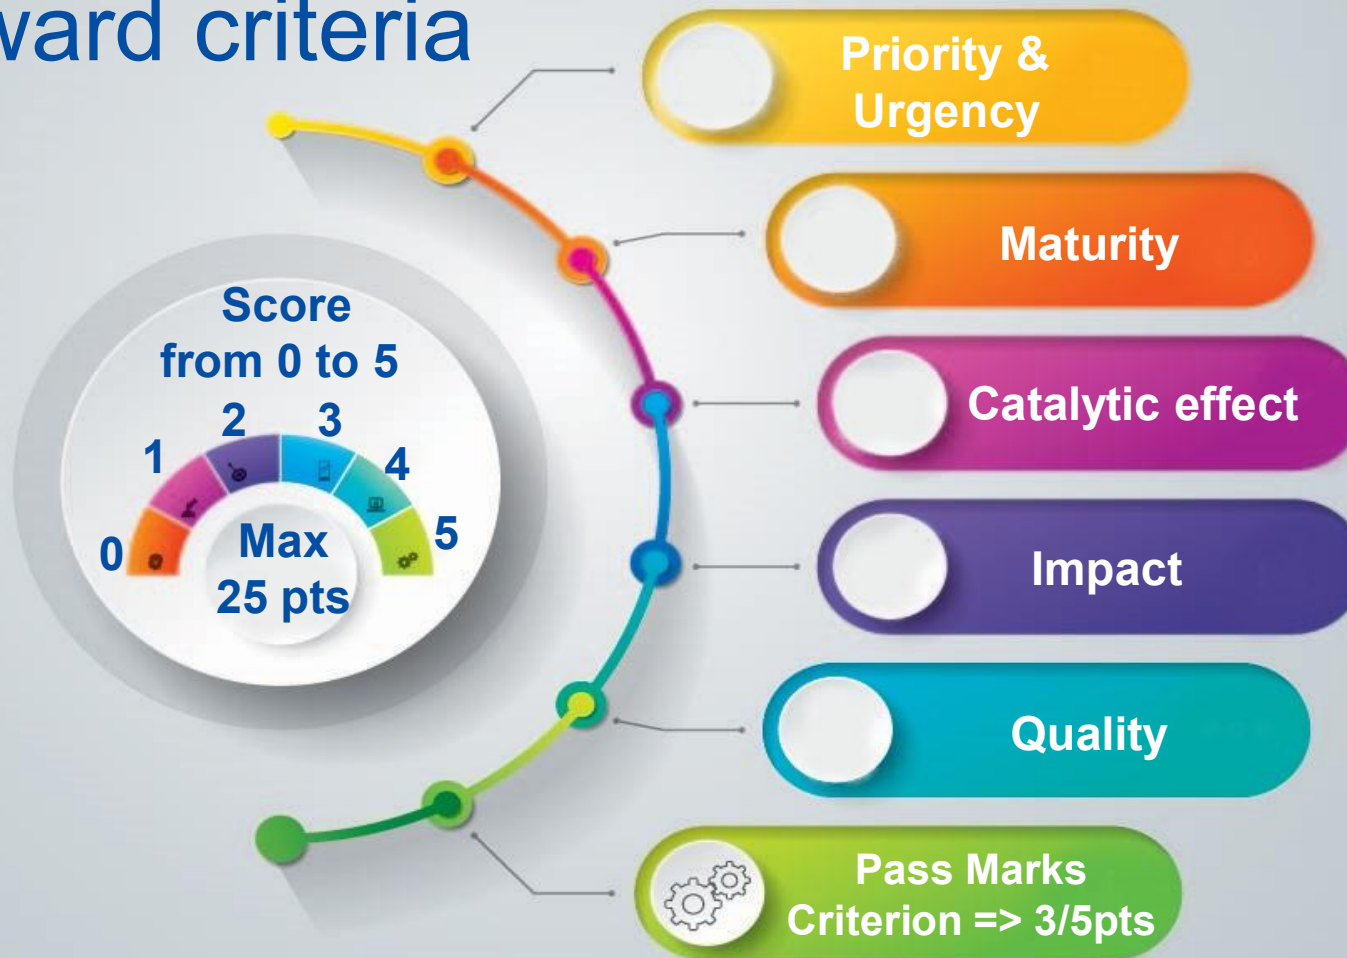 ward criteria
Score
from 0 to 5
0
1
2
3
4
5
Max
25 pts
Priority &
Urgency
Maturity
Catalytic effect
Impact
Quality
Pass Marks
Criterion => 3/5pts